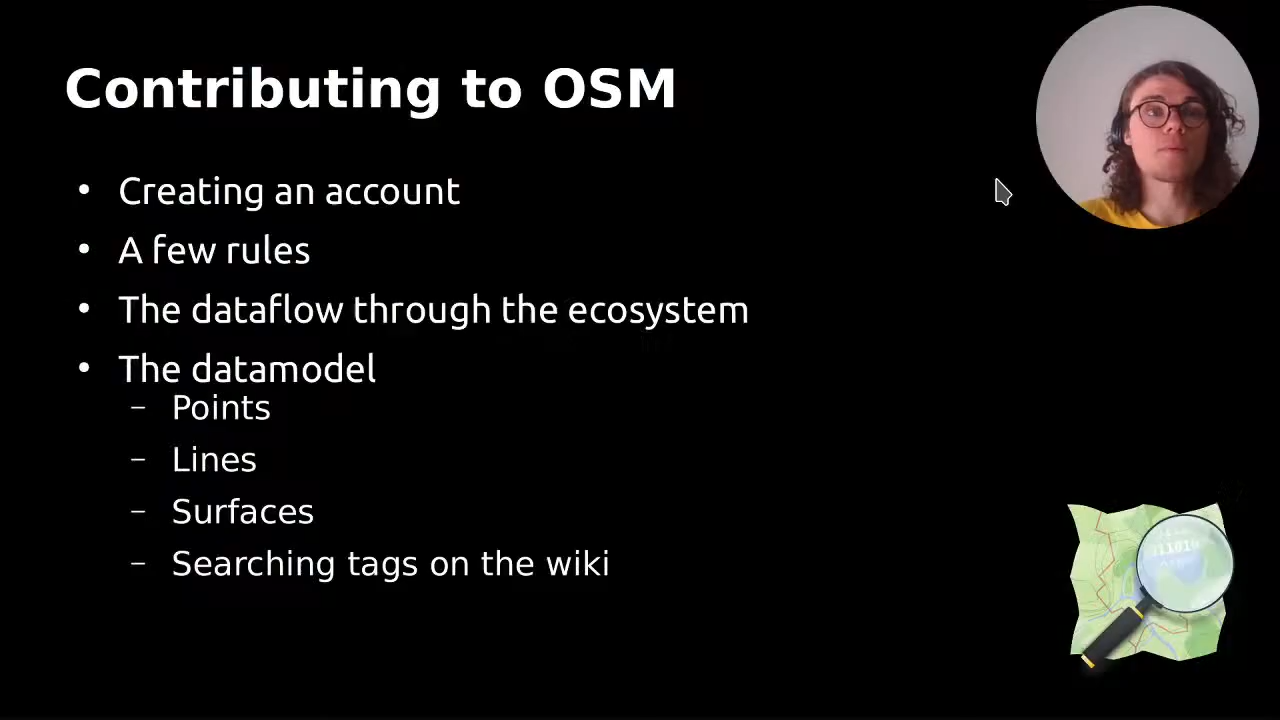 Contributing to OSM
• Creating an account
• A few rules
• The dataflow through the ecosystem
• The datamodel
– Points
– Lines
– Surfaces
– Searching tags on the wiki